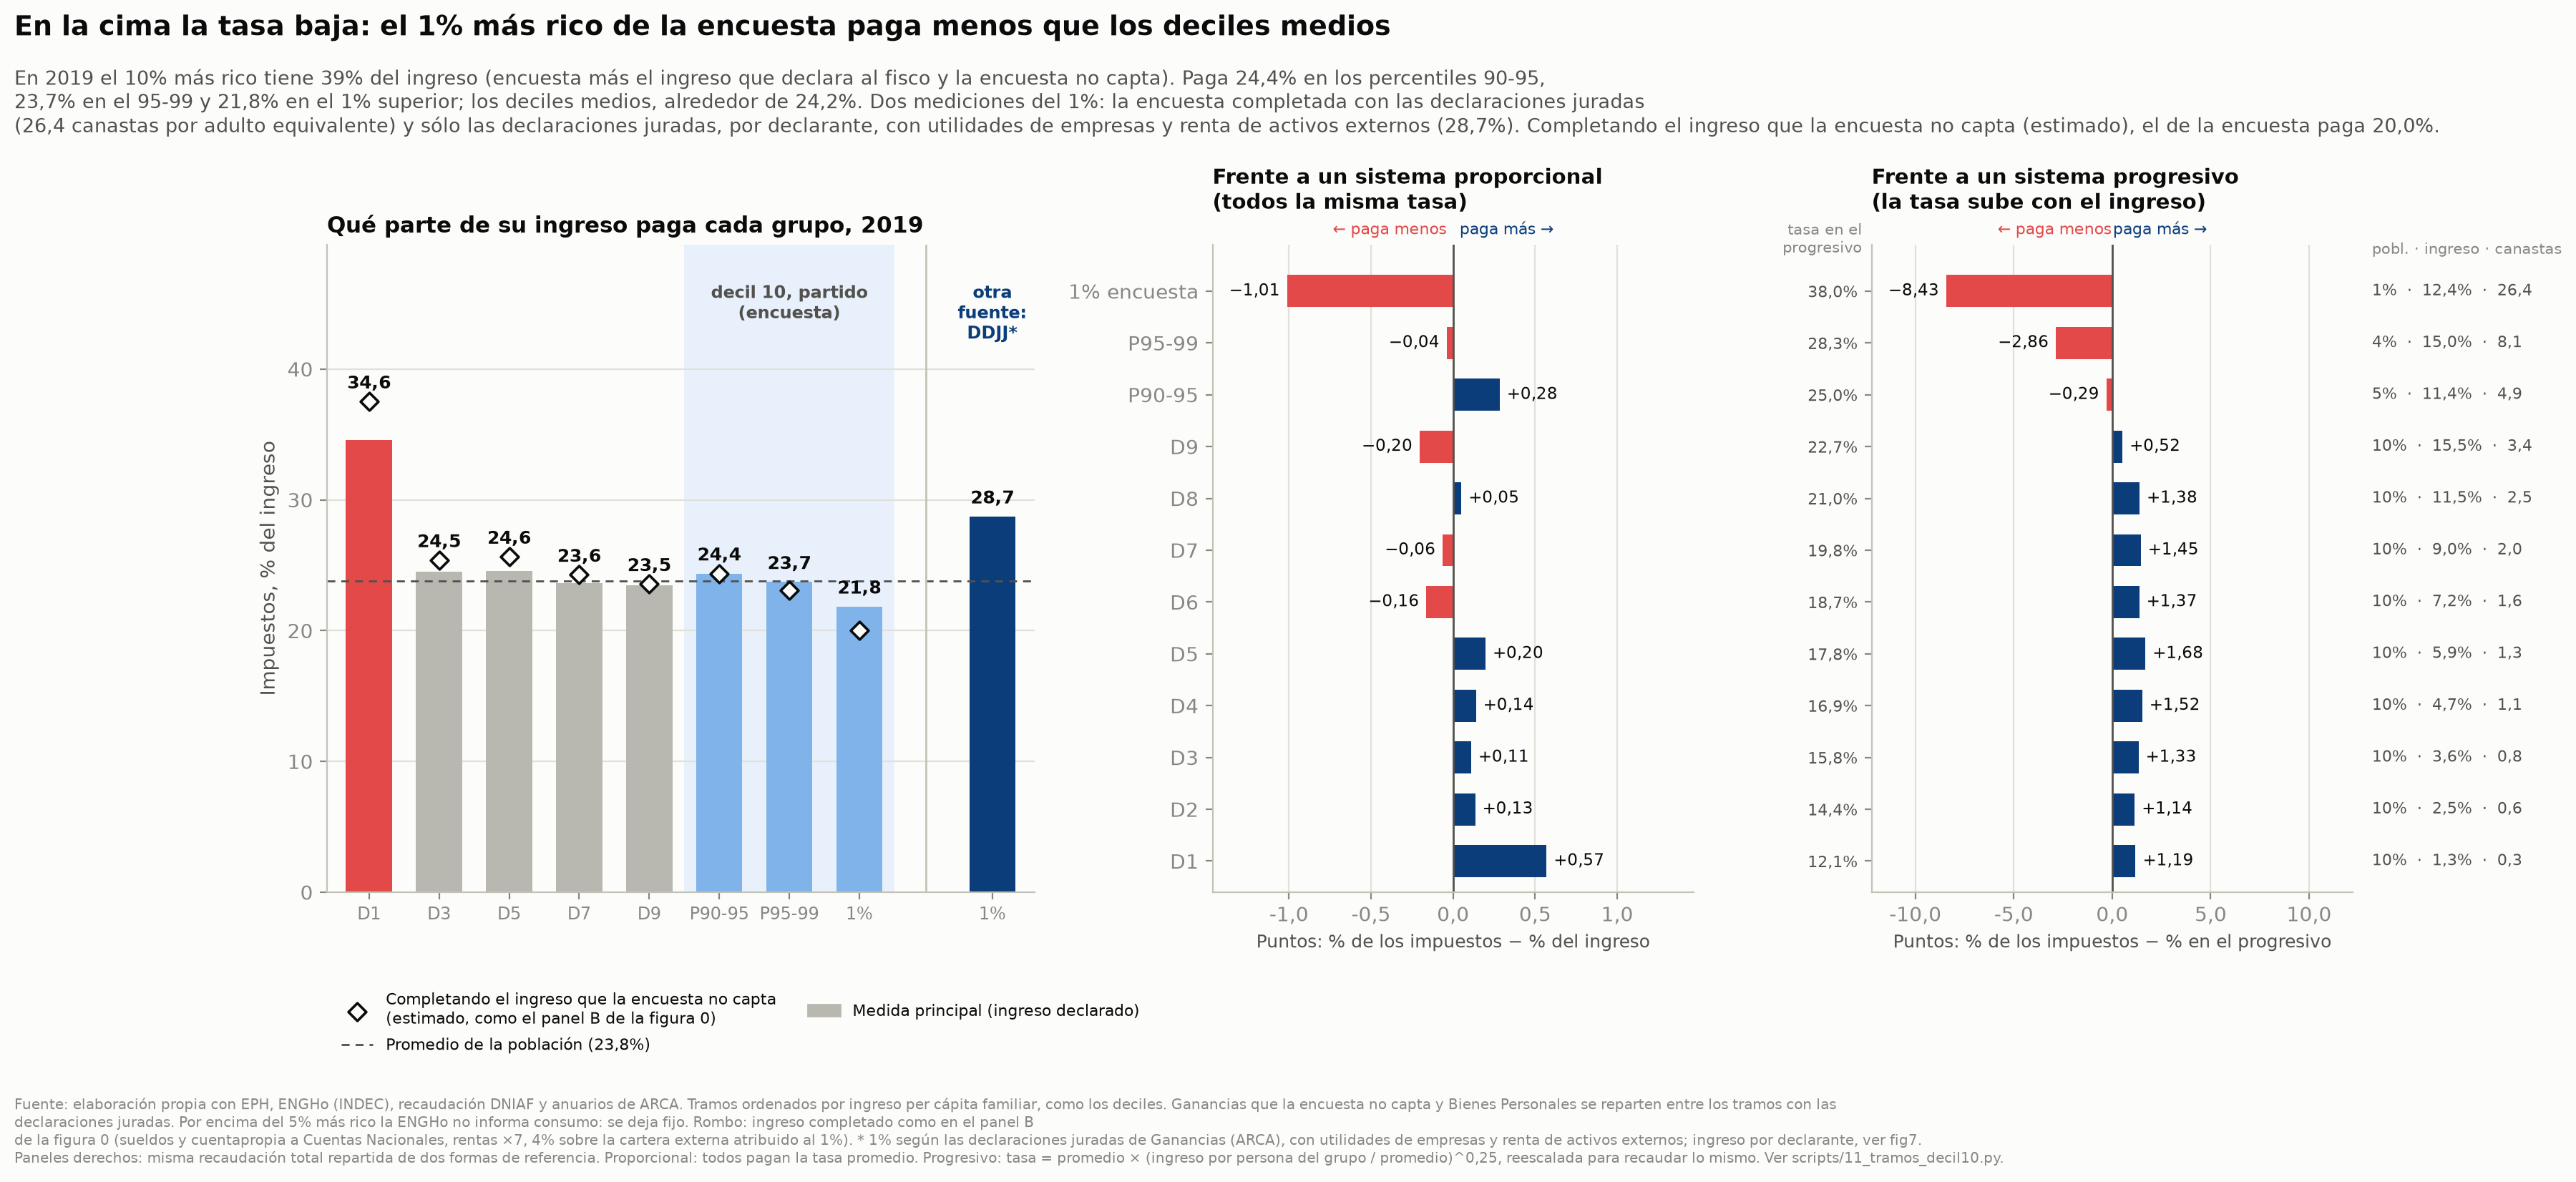 En la cima la tasa baja: el 1% más rico de la encuesta paga menos que los deciles medios
En 2019 el 10% más rico tiene 39% del ingreso (encuesta más el ingreso que declara al fisco y la encuesta no capta). Paga 24,4% en los percentiles 90-95,
23,7% en el 95-99 y 21,8% en el 1% superior; los deciles medios, alrededor de 24,2%. Dos mediciones del 1%: la encuesta completada con las declaraciones juradas
(26,4 canastas por adulto equivalente) y sólo las declaraciones juradas, por declarante, con utilidades de empresas y renta de activos externos (28,7%). Completando el ingreso que la encuesta no capta (estimado), el de la encuesta paga 20,0%.
Qué parte de su ingreso paga cada grupo, 2019
decil 10, partido
(encuesta)
otra
fuente:
DDJJ*
Impuestos, % del ingreso
40
30
20
10
0
34,6
24,5
24,6
23,6
23,5
24,4
23,7
21,8
28,7
D1
D3
D5
D7
D9
P90-95
P95-99
1%
1%
Completando el ingreso que la encuesta no capta
(estimado, como el panel B de la figura 0)
Promedio de la población (23,8%)
Medida principal (ingreso declarado)
Frente a un sistema proporcional
(todos la misma tasa)
← paga menos
paga más →
1% encuesta
−1,01
P95-99
−0,04
P90-95
+0,28
D9
−0,20
D8
+0,05
D7
−0,06
D6
−0,16
D5
+0,20
D4
+0,14
D3
+0,11
D2
+0,13
D1
+0,57
-1,0
-0,5
0,0
0,5
1,0
Puntos: % de los impuestos − % del ingreso
Frente a un sistema progresivo
(la tasa sube con el ingreso)
tasa en el
progresivo
← paga menos
paga más →
pobl. · ingreso · canastas
38,0%
−8,43
1% · 12,4% · 26,4
28,3%
−2,86
4% · 15,0% · 8,1
25,0%
−0,29
5% · 11,4% · 4,9
22,7%
+0,52
10% · 15,5% · 3,4
21,0%
+1,38
10% · 11,5% · 2,5
19,8%
+1,45
10% · 9,0% · 2,0
18,7%
+1,37
10% · 7,2% · 1,6
17,8%
+1,68
10% · 5,9% · 1,3
16,9%
+1,52
10% · 4,7% · 1,1
15,8%
+1,33
10% · 3,6% · 0,8
14,4%
+1,14
10% · 2,5% · 0,6
12,1%
+1,19
10% · 1,3% · 0,3
-10,0
-5,0
0,0
5,0
10,0
Puntos: % de los impuestos − % en el progresivo
Fuente: elaboración propia con EPH, ENGHo (INDEC), recaudación DNIAF y anuarios de ARCA. Tramos ordenados por ingreso per cápita familiar, como los deciles. Ganancias que la encuesta no capta y Bienes Personales se reparten entre los tramos con las
declaraciones juradas. Por encima del 5% más rico la ENGHo no informa consumo: se deja fijo. Rombo: ingreso completado como en el panel B
de la figura 0 (sueldos y cuentapropia a Cuentas Nacionales, rentas ×7, 4% sobre la cartera externa atribuido al 1%). * 1% según las declaraciones juradas de Ganancias (ARCA), con utilidades de empresas y renta de activos externos; ingreso por declarante, ver fig7.
Paneles derechos: misma recaudación total repartida de dos formas de referencia. Proporcional: todos pagan la tasa promedio. Progresivo: tasa = promedio × (ingreso por persona del grupo / promedio)^0,25, reescalada para recaudar lo mismo. Ver scripts/11_tramos_decil10.py.